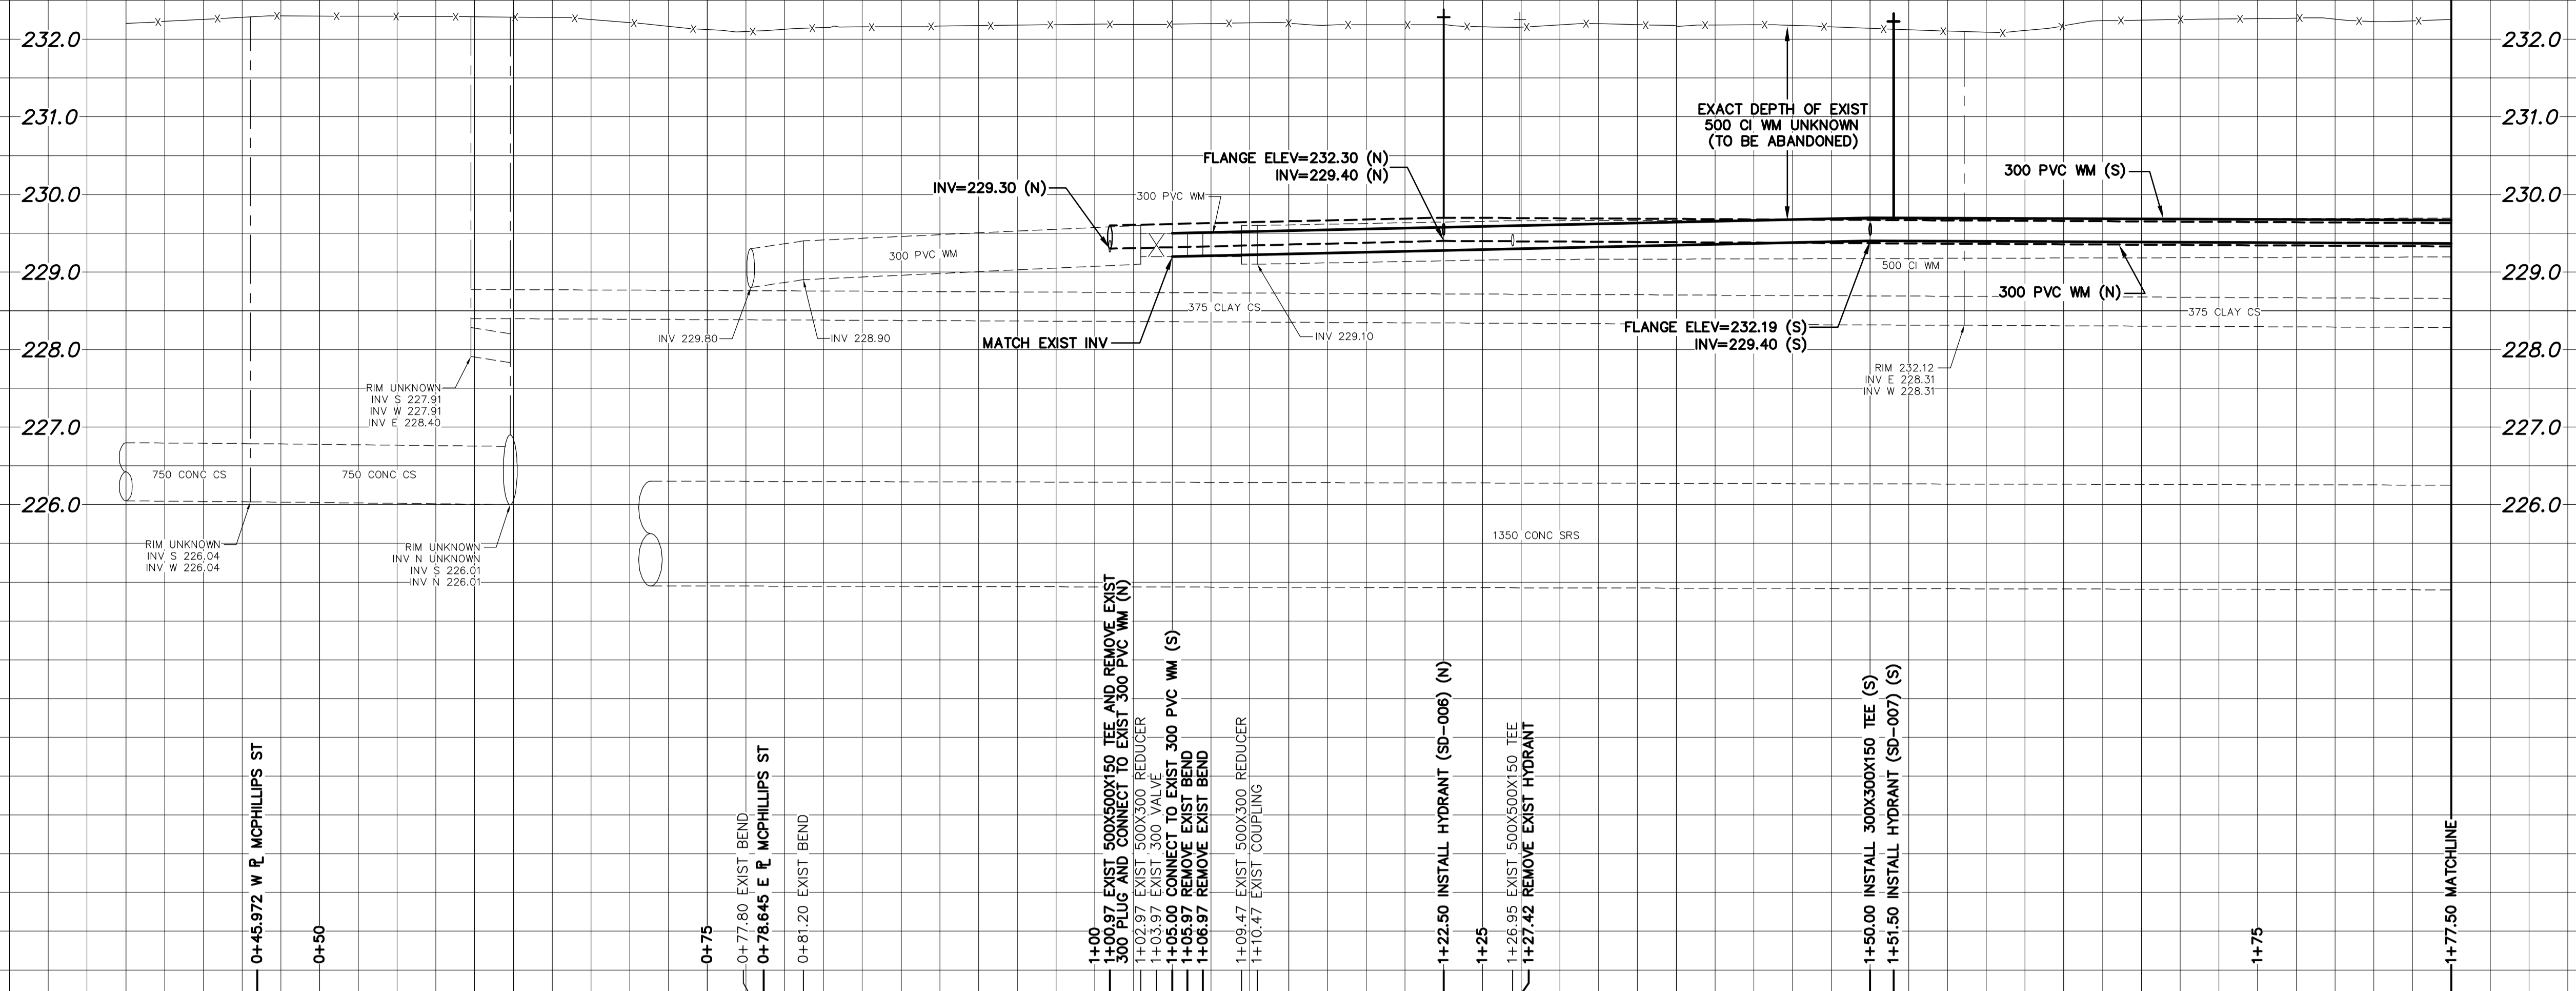 232.0
231.0
230.0
229.0
228.0
227.0
226.0
232.0
231.0
230.0
229.0
228.0
227.0
226.0
EXACT DEPTH OF EXIST
500 CI WM UNKNOWN
(TO BE ABANDONED)
FLANGE ELEV=232.30 (N)
INV=229.40 (N)
INV=229.30 (N)
300 PVC WM
300 PVC WM (S)
300 PVC WM
500 CI WM
300 PVC WM (N)
375 CLAY CS
375 CLAY CS
INV 229.80
INV 228.90
MATCH EXIST INV
INV 229.10
FLANGE ELEV=232.19 (S)
INV=229.40 (S)
RIM 232.12
INV E 228.31
INV W 228.31
RIM UNKNOWN
INV S 227.91
INV W 227.91
INV E 228.40
750 CONC CS
750 CONC CS
RIM UNKNOWN
INV S 226.04
INV W 226.04
RIM UNKNOWN
INV N UNKNOWN
INV S 226.01
INV N 226.01
1350 CONC SRS
0+45.972 W PL MCPHILLIPS ST
0+50
0+75
0+77.80 EXIST BEND
0+78.645 E PL MCPHILLIPS ST
0+81.20 EXIST BEND
1+00
1+00.97 EXIST 500X500X150 TEE AND REMOVE EXIST
300 PLUG AND CONNECT TO EXIST 300 PVC WM (N)
1+02.97 EXIST 500X300 REDUCER
1+03.97 EXIST 300 VALVE
1+05.00 CONNECT TO EXIST 300 PVC WM (S)
1+05.97 REMOVE EXIST BEND
1+06.97 REMOVE EXIST BEND
1+09.47 EXIST 500X300 REDUCER
1+10.47 EXIST COUPLING
1+22.50 INSTALL HYDRANT (SD-006) (N)
1+25
1+26.95 EXIST 500X500X150 TEE
1+27.42 REMOVE EXIST HYDRANT
1+50.00 INSTALL 300X300X150 TEE (S)
1+51.50 INSTALL HYDRANT (SD-007) (S)
1+75
1+77.50 MATCHLINE